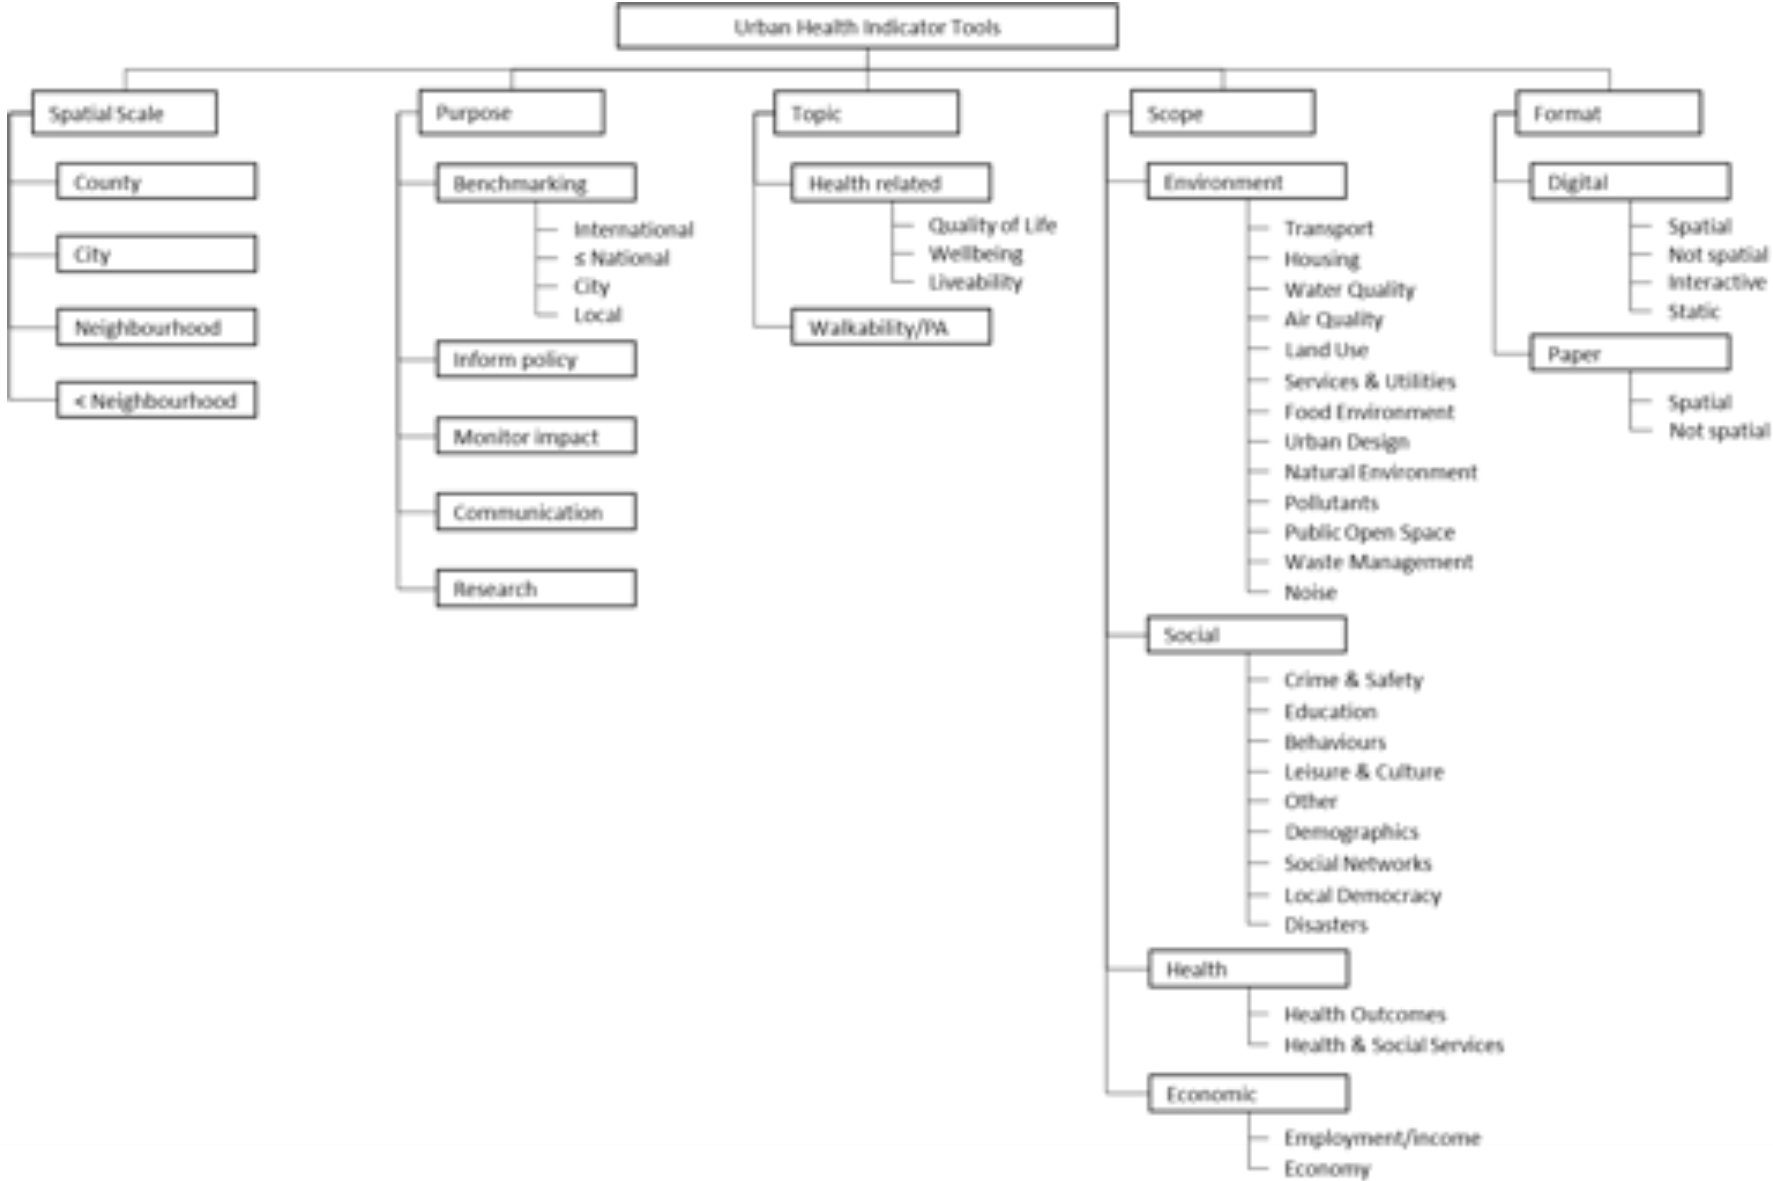 Urban Health Indicator Tools
Spatial Scale
County
City
Neighbourhood
< Neighbourhood
Purpose
Benchmarking
International
≤ National
City
Local
Inform policy
Monitor impact
Communication
Research
Topic
Health related
Quality of Life
Wellbeing
Liveability
Walkability/PA
Scope
Environment
Transport
Housing
Water Quality
Air Quality
Land Use
Services & Utilities
Food Environment
Urban Design
Natural Environment
Pollutants
Public Open Space
Waste Management
Noise
Social
Crime & Safety
Education
Behaviours
Leisure & Culture
Other
Demographics
Social Networks
Local Democracy
Disasters
Health
Health Outcomes
Health & Social Services
Economic
Employment/income
Economy
Format
Digital
Spatial
Not spatial
Interactive
Static
Paper
Spatial
Not spatial